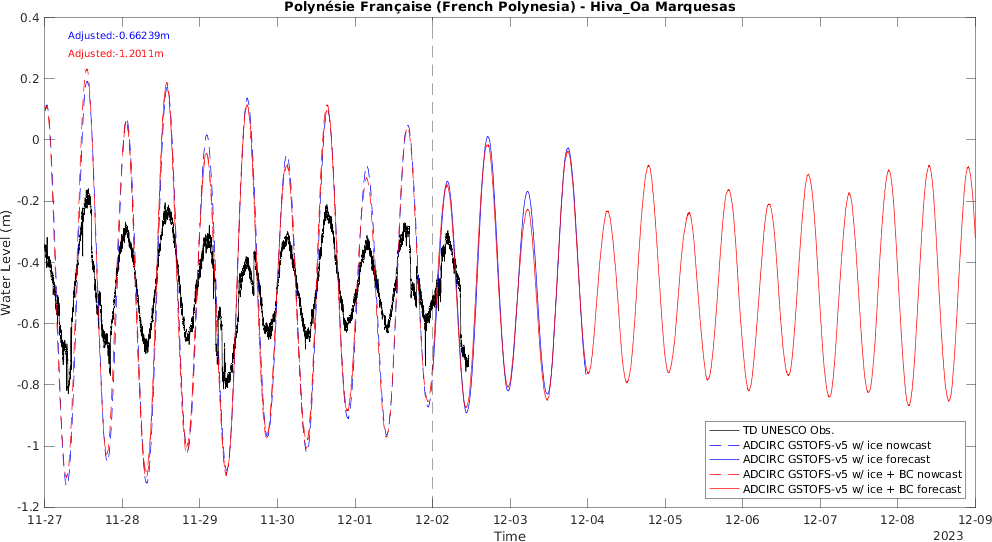 Polynésie Française (French Polynesia) - Hiva_Oa Marquesas
Adjusted:-0.66239m
Adjusted:-1.2011m
Water Level (m)
0.4
0.2
0
-0.2
-0.4
-0.6
-0.8
-1
-1.2
TD UNESCO Obs.
ADCIRC GSTOFS-v5 w/ ice nowcast
ADCIRC GSTOFS-v5 w/ ice forecast
ADCIRC GSTOFS-v5 w/ ice + BC nowcast
ADCIRC GSTOFS-v5 w/ ice + BC forecast
11-27 11-28 11-29 11-30 12-01 12-02 12-03 12-04 12-05 12-06 12-07 12-08 12-09
Time
2023